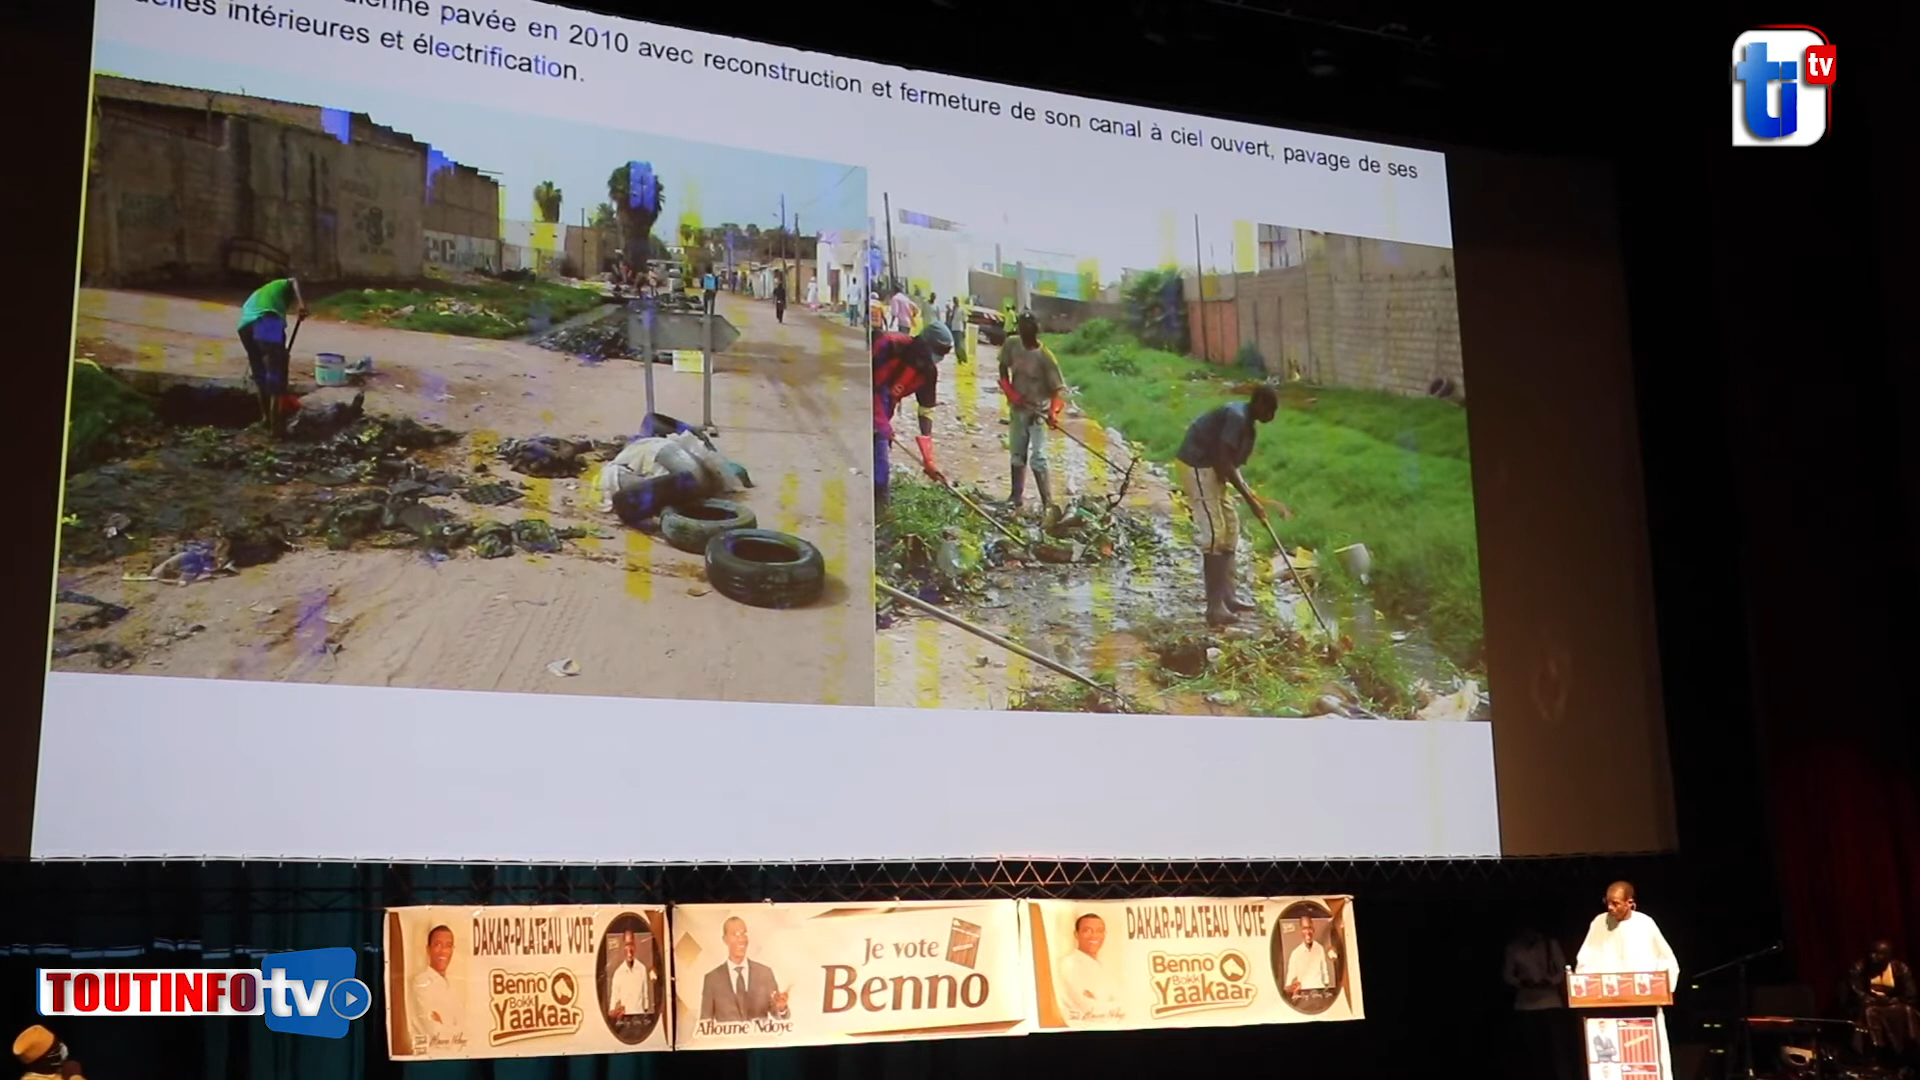 pavée en 2010 avec reconstruction et fermeture de son canal à ciel ouvert, pavage de ses
intérieures et électrification.
ti tv
DAKAR-PLATEAU VOTE
Benno
Bokk
Yaakaar
Je vote
Benno
Alioune Ndoye
DAKAR-PLATEAU VOTE
Benno
Bokk
Yaakaar
TOUTINFO tv